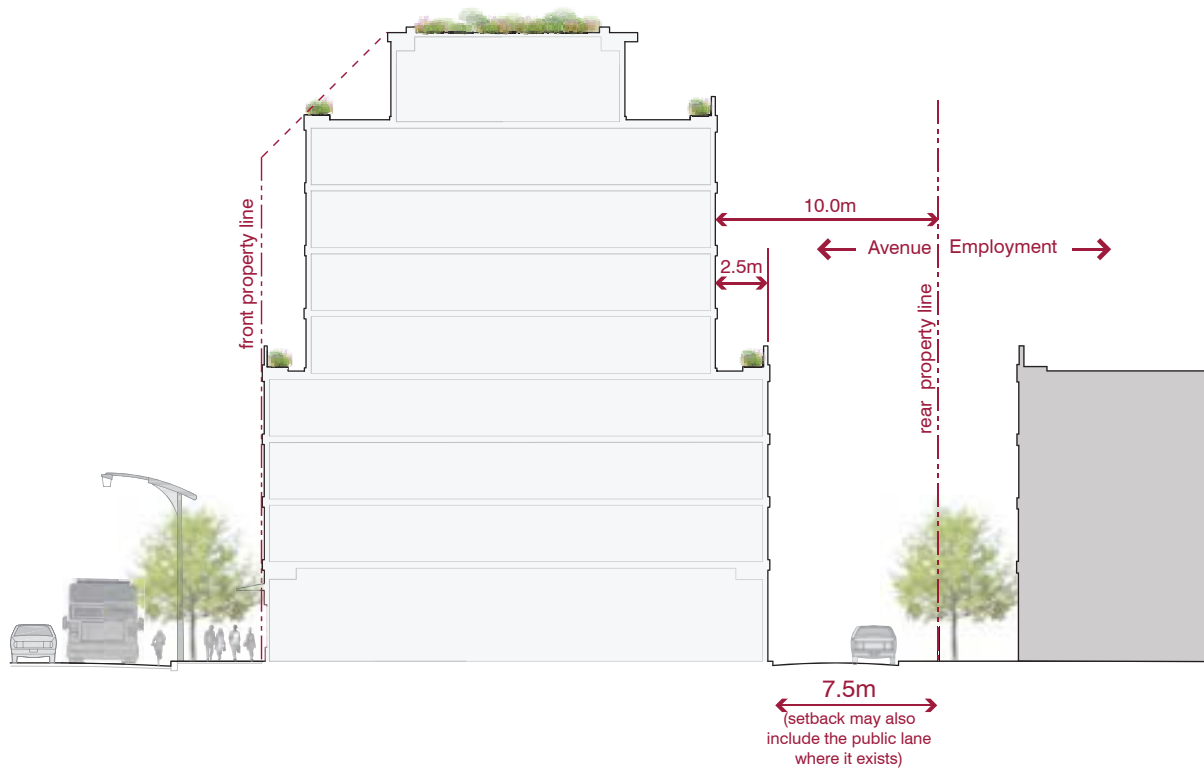 front property line
10.0m
Avenue
Employment
2.5m
rear property line
7.5m
(setback may also
include the public lane
where it exists)